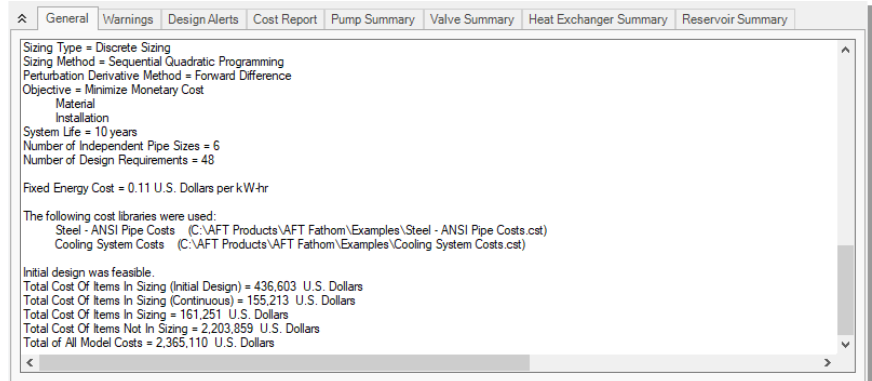 General Warnings Design Alerts Cost Report Pump Summary Valve Summary Heat Exchanger Summary Reservoir Summary
Sizing Type = Discrete Sizing
Sizing Method = Sequential Quadratic Programming
Perturbation Derivative Method = Forward Difference
Objective = Minimize Monetary Cost
Material
Installation
System Life = 10 years
Number of Independent Pipe Sizes = 6
Number of Design Requirements = 48
Fixed Energy Cost = 0.11 U.S. Dollars per kW-hr
The following cost libraries were used:
Steel - ANSI Pipe Costs (C:\AFT Products\AFT Fathom\Examples\Steel - ANSI Pipe Costs.cst)
Cooling System Costs (C:\AFT Products\AFT Fathom\Examples\Cooling System Costs.cst)
Initial design was feasible.
Total Cost Of Items In Sizing (Initial Design) = 436,603 U.S. Dollars
Total Cost Of Items In Sizing (Continuous) = 155,213 U.S. Dollars
Total Cost Of Items In Sizing = 161,251 U.S. Dollars
Total Cost Of Items Not In Sizing = 2,203,859 U.S. Dollars
Total of All Model Costs = 2,365,110 U.S. Dollars